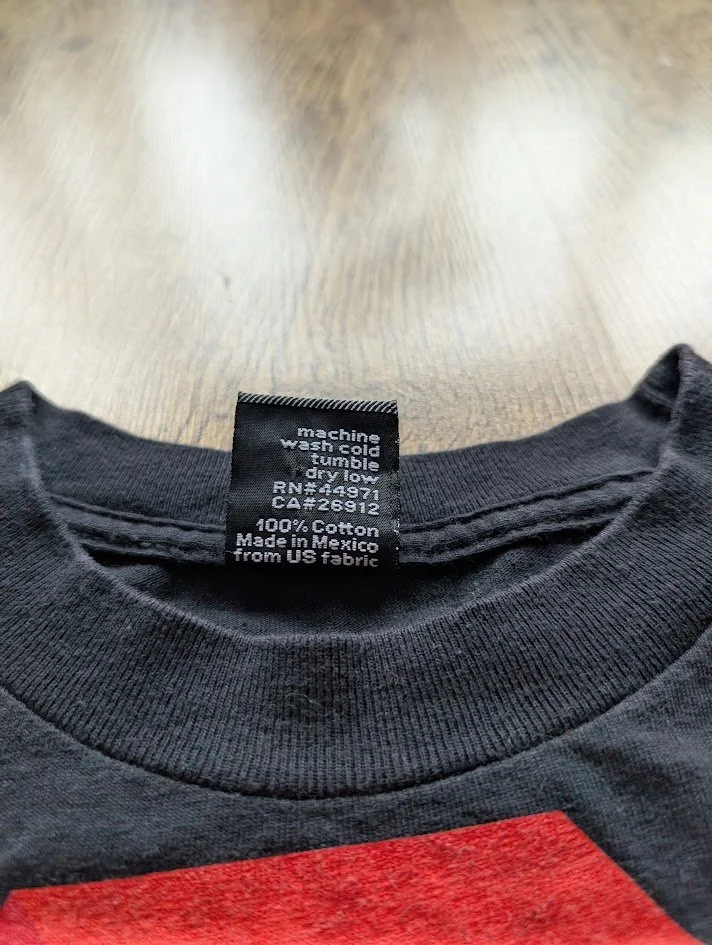 machine
wash cold
tumble
dry low
RN#44971
CA#26912
100% Cotton
Made in Mexico
from US fabric